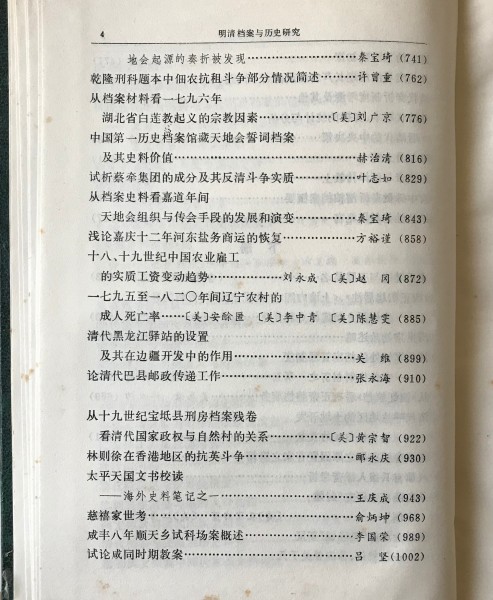 4 明清档案与历史研究
地会起源的奏折被发现……………………秦宝琦(741)
乾隆刑科题本中佃农抗租斗争部分情况简述……许曾重(762)
从档案材料看一七九六年
湖北省白莲教起义的宗教因素…………〔美〕刘广京(776)
中国第一历史档案馆藏天地会誓词档案
及其史料价值……………………………赫治清(816)
试析蔡牵集团的成分及其反清斗争实质……叶志如(829)
从档案史料看嘉道年间
天地会组织与传会手段的发展和演变……秦宝琦(843)
浅论嘉庆十二年河东盐务商运的恢复………方裕谨(858)
十八、十九世纪中国农业雇工
的实质工资变动趋势…………刘永成 〔美〕赵冈(872)
一七九五至一八二〇年间辽宁农村的
成人死亡率……〔美〕安䬠匪 〔美〕李中青 〔美〕陈慧雯(885)
清代黑龙江驿站的设置
及其在边疆开发中的作用…………………吴维(899)
论清代巴县邮政传递工作……………………张永海(910)
从十九世纪宝坻县刑房档案残卷
看清代国家政权与自然村的关系……〔美〕黄宗智(922)
林则徐在香港地区的抗英斗争………………郦永庆(930)
太平天国文书校读
——海外史料笔记之一……………………王庆成(943)
慈禧家世考……………………………………俞炳坤(968)
咸丰八年顺天乡试科场案概述………………李国荣(989)
试论咸同时期教案……………………………吕坚(1002)